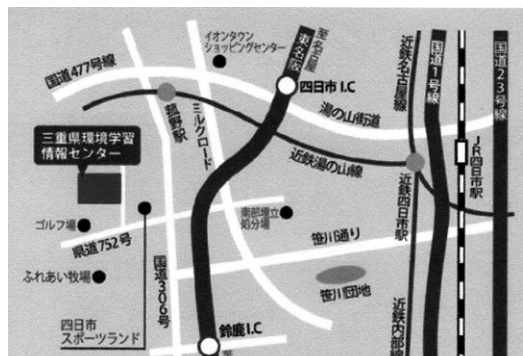 イオンタウン
ショッピングセンター
至名古屋
東名阪
近鉄名古屋線
国道1号線
国道23号線
国道477号線
四日市I.C
菰野駅
ミルクロード
湯の山街道
三重県環境学習
情報センター
近鉄湯の山線
JR四日市駅
近鉄四日市駅
南部埋立
処分場
ゴルフ場
県道752号
笹川通り
ふれあい牧場
国道306号
笹川団地
四日市
スポーツランド
鈴鹿I.C
近鉄内部線
至